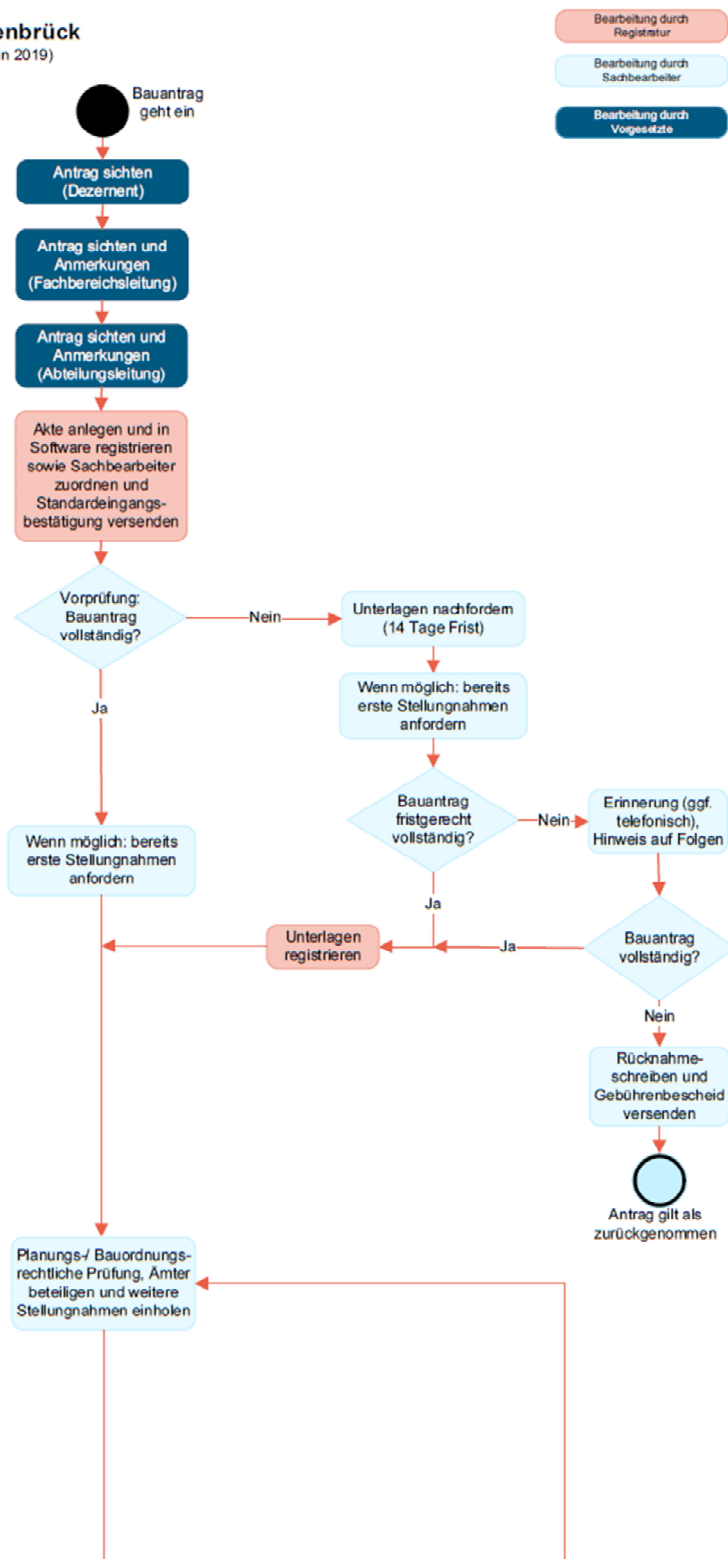 enbrück
in 2019)
Bearbeitung durch
Registratur
Bearbeitung durch
Sachbearbeiter
Bearbeitung durch
Vorgesetzte
Bauantrag
geht ein
Antrag sichten
(Dezernent)
Antrag sichten und
Anmerkungen
(Fachbereichsleitung)
Antrag sichten und
Anmerkungen
(Abteilungsleitung)
Akte anlegen und in
Software registrieren
sowie Sachbearbeiter
zuordnen und
Standardeingangs-
bestätigung versenden
Vorprüfung:
Bauantrag
vollständig?
Nein
Unterlagen nachfordern
(14 Tage Frist)
Wenn möglich: bereits
erste Stellungnahmen
anfordern
Ja
Bauantrag
fristgerecht
vollständig?
Nein
Erinnerung (ggf.
telefonisch),
Hinweis auf Folgen
Wenn möglich: bereits
erste Stellungnahmen
anfordern
Ja
Unterlagen
registrieren
Ja
Bauantrag
vollständig?
Nein
Rücknahme-
schreiben und
Gebührenbescheid
versenden
Antrag gilt als
zurückgenommen
Planungs-/ Bauordnungs-
rechtliche Prüfung, Ämter
beteiligen und weitere
Stellungnahmen einholen